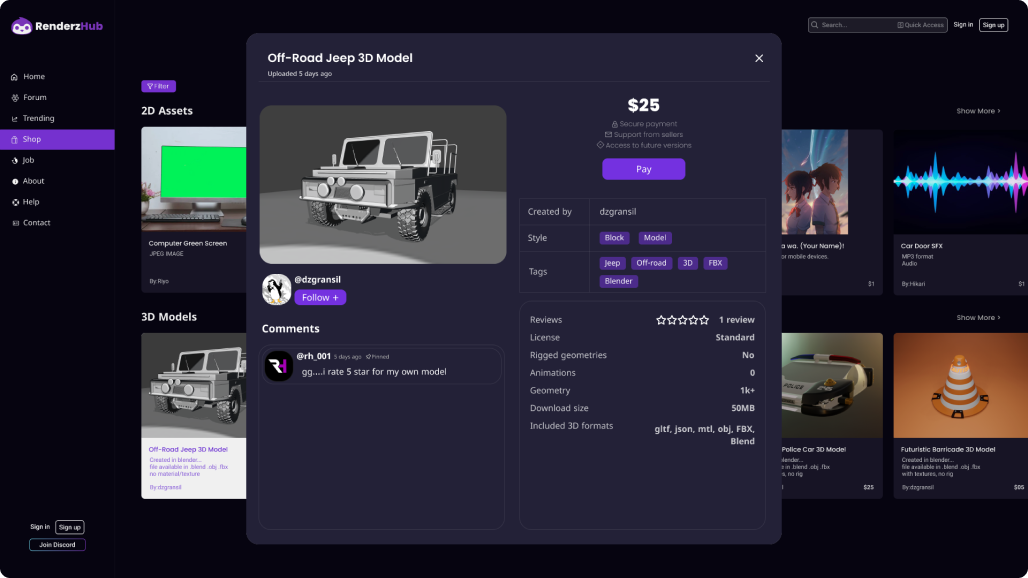 RenderzHub
Search...
Quick Access
Sign in
Sign up
Home
Forum
Trending
Shop
Job
About
Help
Contact
Sign in
Sign up
Join Discord
Filter
2D Assets
Show More >
Computer Green Screen
JPEG IMAGE
By:Riyo
a wa. (Your Name)!
or mobile devices.
$1
Car Door SFX
MP3 format
Audio
By:Hikari
$1
3D Models
Show More >
Off-Road Jeep 3D Model
Created in blender...
file available in .blend .obj .fbx
no material/texture
By:dzgransil
POLICE
Police Car 3D Model
e in .blend .obj .fbx
s, no rig
$25
Futuristic Barricade 3D Model
Created in blender...
file available in .blend .obj .fbx
with textures, no rig
By:dzgransil
$05
Off-Road Jeep 3D Model
Uploaded 5 days ago
@dzgransil
Follow +
Comments
@rh_001 5 days ago Pinned
gg....i rate 5 star for my own model
$25
Secure payment
Support from sellers
Access to future versions
Pay
Created by dzgransil
Style Block Model
Tags Jeep Off-road 3D FBX
Blender
Reviews 1 review
License Standard
Rigged geometries No
Animations 0
Geometry 1k+
Download size 50MB
Included 3D formats gltf, json, mtl, obj, FBX,
Blend